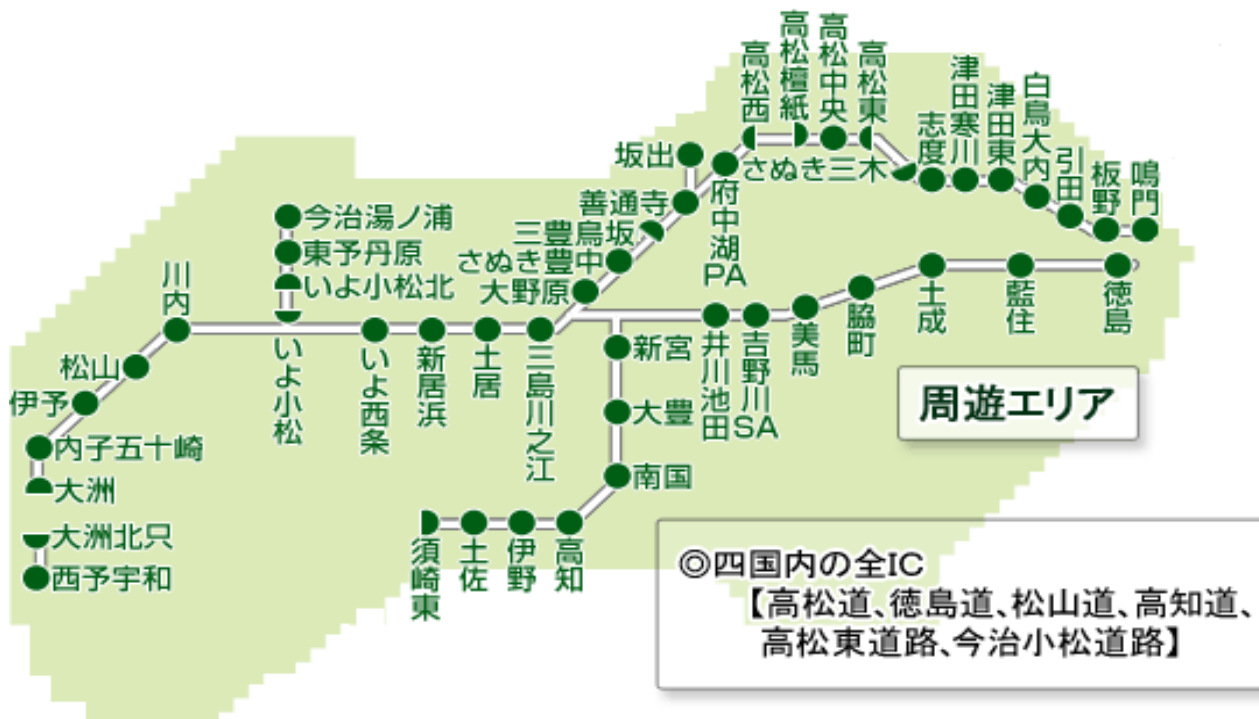 高松西
高松檀紙
高松中央
高松東
さぬき三木
志度
津田寒川
津田東
白鳥大内
引田
板野
鳴門
坂出
府中湖PA
善通寺
三豊鳥坂
さぬき豊中
大野原
今治湯ノ浦
東予丹原
いよ小松北
いよ小松
川内
松山
伊予
内子五十崎
大洲
大洲北只
西予宇和
いよ西条
新居浜
土居
三島川之江
新宮
大豊
南国
高知
伊野
土佐
須崎東
井川池田
吉野川SA
美馬
脇町
土成
藍住
徳島
周遊エリア
◎四国内の全IC
【高松道、徳島道、松山道、高知道、
高松東道路、今治小松道路】